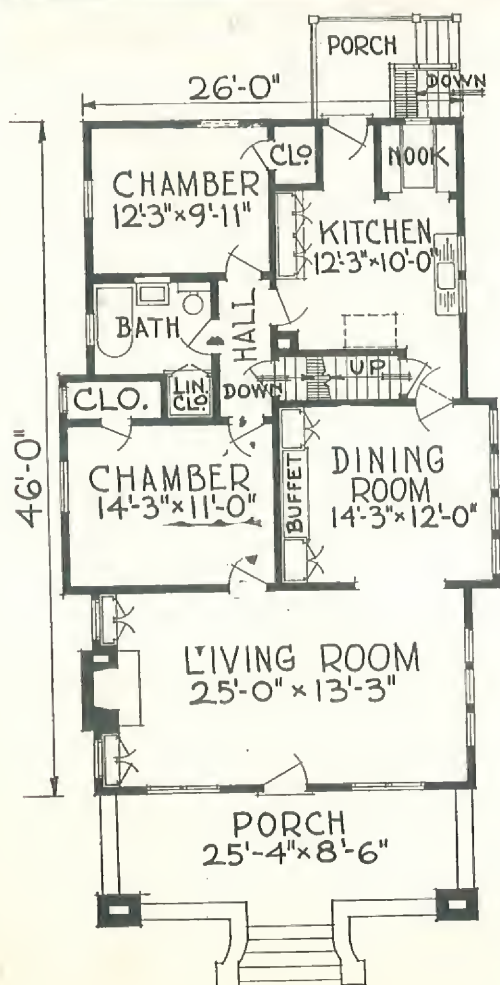 PORCH
DOWN
26'-0"
CLO.
NOOK
CHAMBER
12'-3"×9'-11"
KITCHEN
12'-3"×10'-0"
BATH
HALL
LIN.
CLO.
DOWN
UP
CLO.
46'-0"
CHAMBER
14'-3"×11'-0"
BUFFET
DINING
ROOM
14'-3"×12'-0"
LIVING ROOM
25'-0"×13'-3"
PORCH
25'-4"×8'-6"